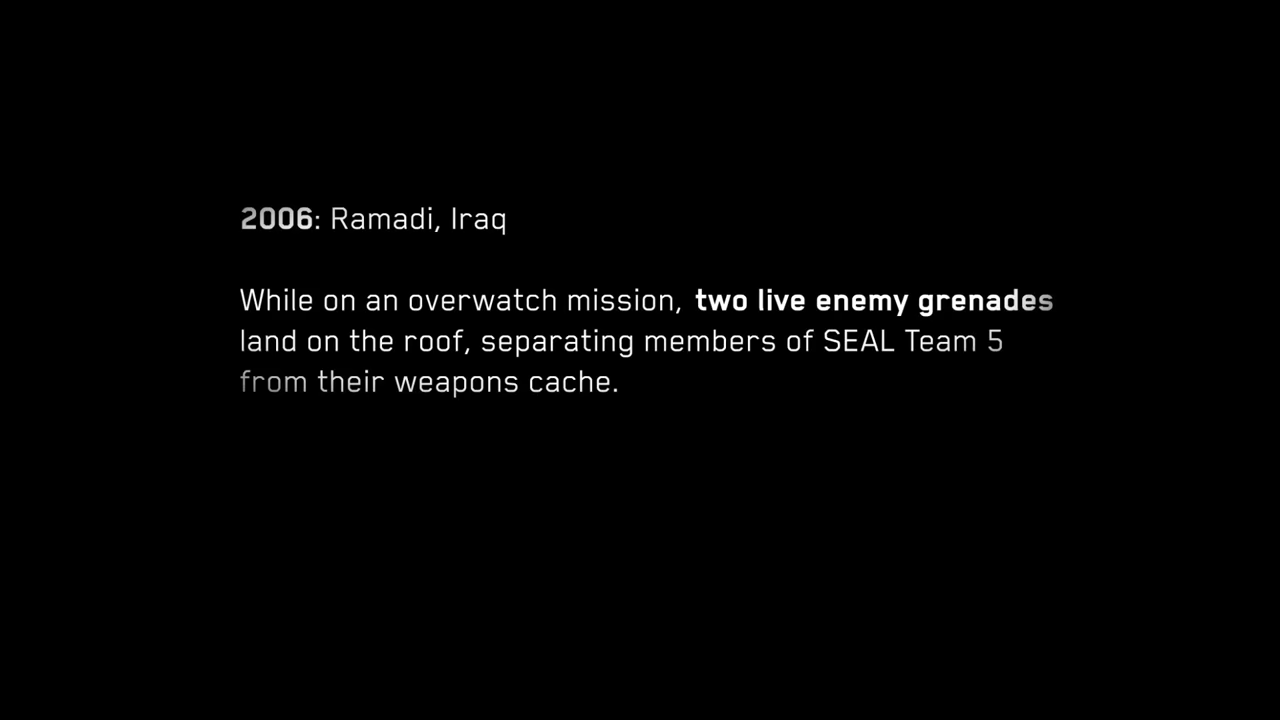 2006: Ramadi, Iraq
While on an overwatch mission, two live enemy grenades
land on the roof, separating members of SEAL Team 5
from their weapons cache.